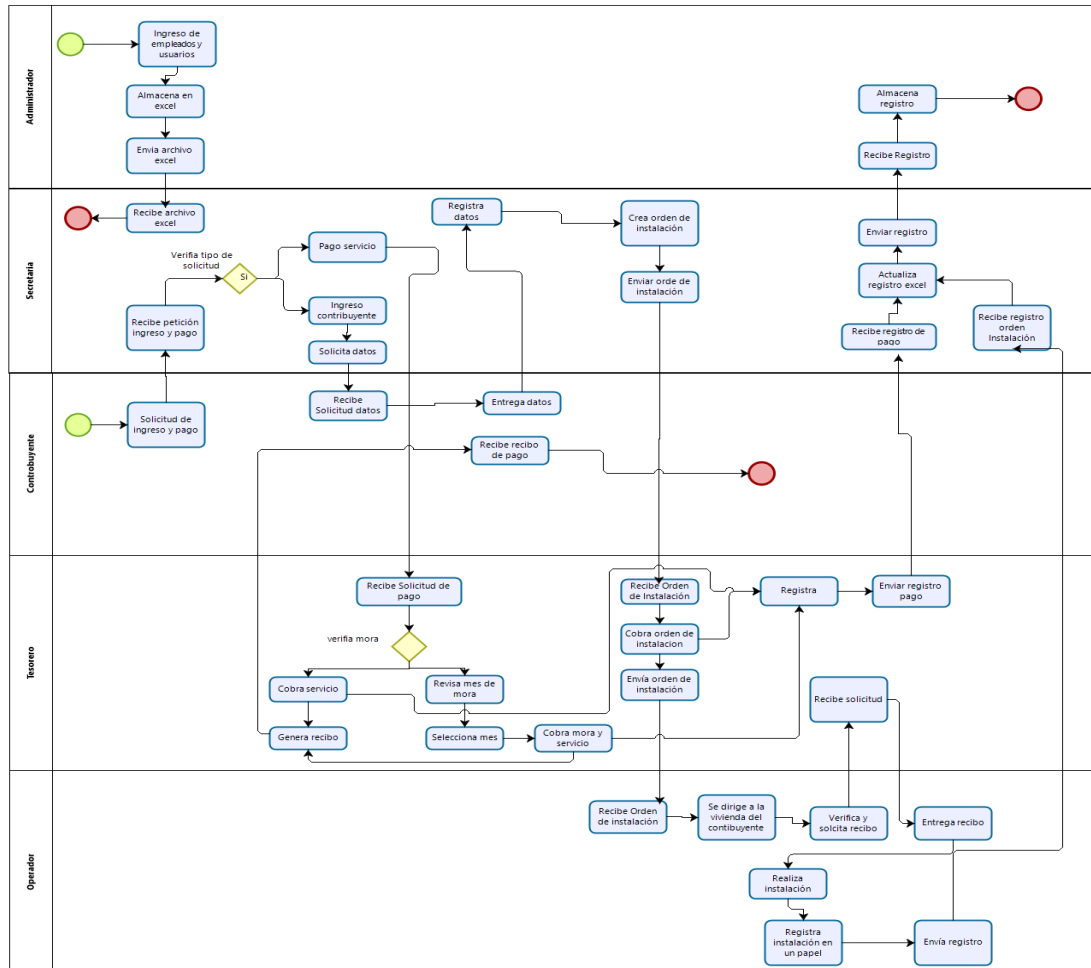 Administrador
Ingreso de
empleados y
usuarios
Almacena en
excel
Envia archivo
excel
Almacena
registro
Recibe Registro
Secretaria
Recibe archivo
excel
Verifia tipo de
solicitud
Si
Pago servicio
Ingreso
contribuyente
Solicita datos
Recibe petición
ingreso y pago
Registra
datos
Crea orden de
instalación
Enviar orde de
instalación
Enviar registro
Actualiza
registro excel
Recibe registro de
pago
Recibe registro
orden
Instalación
Controbuyente
Solicitud de
ingreso y pago
Recibe
Solicitud datos
Entrega datos
Recibe recibo
de pago
Tesorero
Recibe Solicitud de
pago
verifia mora
Cobra servicio
Genera recibo
Revisa mes de
mora
Selecciona mes
Cobra mora y
servicio
Recibe Orden
de Instalación
Cobra orden de
instalacion
Envía orden de
instalación
Registra
Enviar registro
pago
Recibe solicitud
Operador
Recibe Orden
de instalación
Se dirige a la
vivienda del
contibuyente
Verifica y
solcita recibo
Entrega recibo
Realiza
instalación
Registra
instalación en
un papel
Envía registro